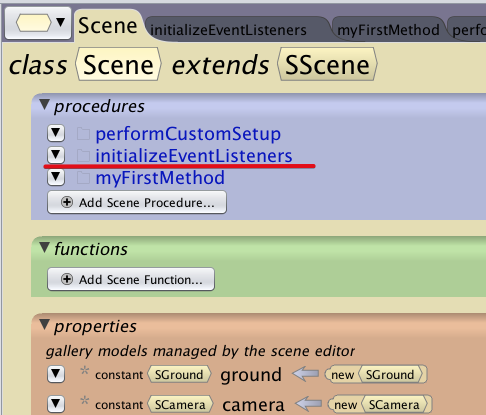 Scene initializeEventListeners myFirstMethod perfo
class Scene extends SScene
procedures
performCustomSetup
initializeEventListeners
myFirstMethod
Add Scene Procedure...
functions
Add Scene Function...
properties
gallery models managed by the scene editor
* constant SGround ground new SGround
* constant SCamera camera new SCamera